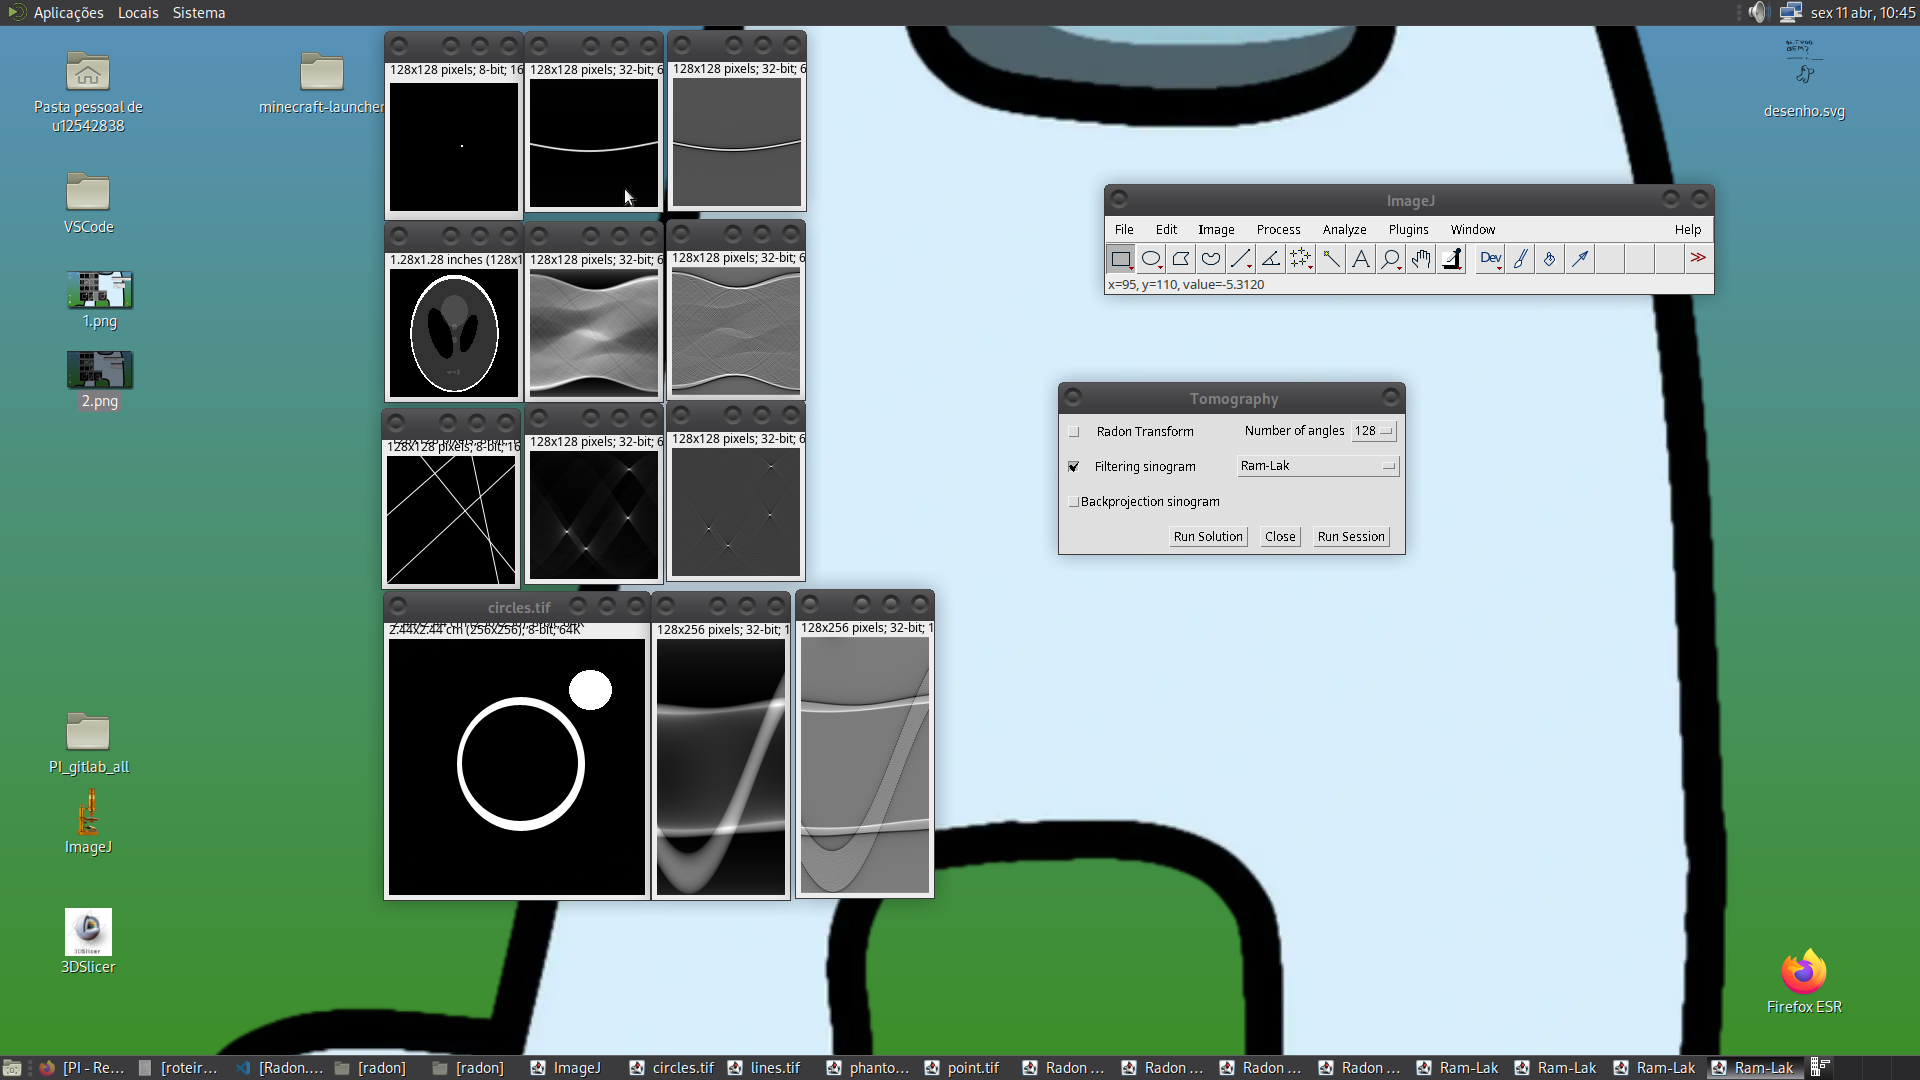 Aplicações Locais Sistema
sex 11 abr, 10:45
Pasta pessoal de
u12542838
minecraft-launcher
VSCode
1.png
2.png
PI_gitlab_all
ImageJ
3DSlicer
desenho.svg
Firefox ESR
128x128 pixels; 8-bit; 16
128x128 pixels; 32-bit; 6
128x128 pixels; 32-bit; 6
1.28x1.28 inches (128x1
128x128 pixels; 32-bit; 6
128x128 pixels; 32-bit; 6
128x128 pixels; 8-bit; 16
128x128 pixels; 32-bit; 6
128x128 pixels; 32-bit; 6
circles.tif
2.44x2.44 cm (256x256); 8-bit; 64K
128x256 pixels; 32-bit; 1
128x256 pixels; 32-bit; 1
ImageJ
File Edit Image Process Analyze Plugins Window Help
Dev
x=95, y=110, value=-5.3120
Tomography
Radon Transform Number of angles 128
Filtering sinogram Ram-Lak
Backprojection sinogram
Run Solution Close Run Session
[PI - Re... [roteir... [Radon.... [radon] [radon] ImageJ circles.tif lines.tif phanto... point.tif Radon ... Radon ... Radon ... Radon ... Ram-Lak Ram-Lak Ram-Lak Ram-Lak